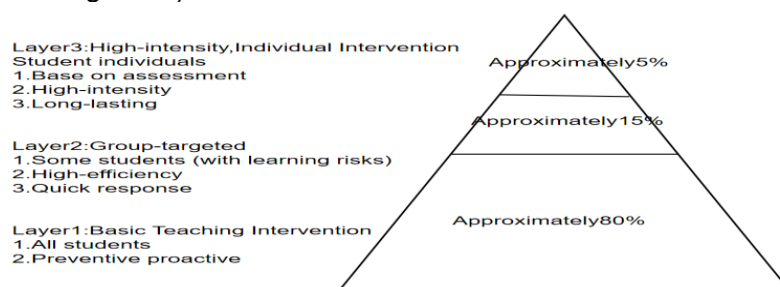 Layer3:High-intensity,Individual Intervention
Student individuals
1.Base on assessment
2.High-intensity
3.Long-lasting
Approximately5%
Layer2:Group-targeted
1.Some students (with learning risks)
2.High-efficiency
3.Quick response
Approximately15%
Layer1:Basic Teaching Intervention
1.All students
2.Preventive proactive
Approximately80%